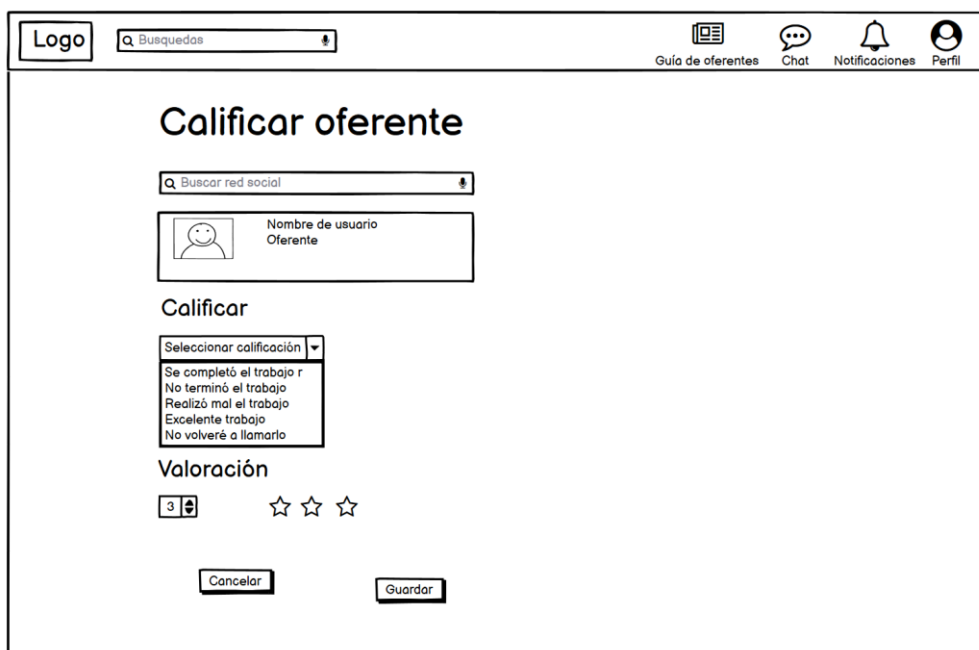 Logo
Busquedas
Guía de oferentes
Chat
Notificaciones
Perfil
Calificar oferente
Buscar red social
Nombre de usuario
Oferente
Calificar
Seleccionar calificación
Se completó el trabajo r
No terminó el trabajo
Realizó mal el trabajo
Excelente trabajo
No volveré a llamarlo
Valoración
3
Cancelar
Guardar